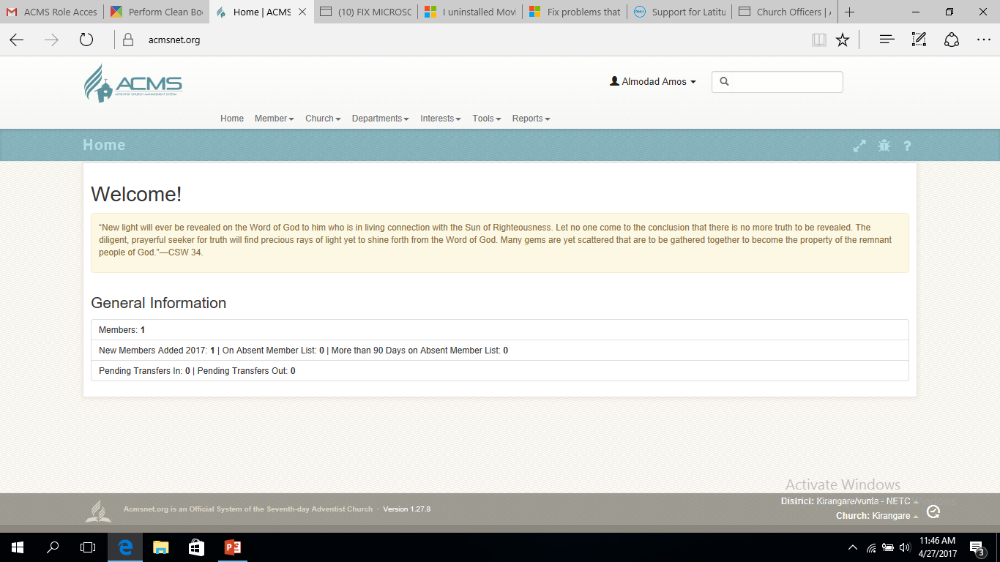 ACMS Role Acces
Perform Clean Bo
Home | ACMS
(10) FIX MICROSC
I uninstalled Movi
Fix problems that
Support for Latitu
Church Officers |
acmsnet.org
ACMS
ADVENTIST CHURCH MANAGEMENT SYSTEM
Almodad Amos
Home Member Church Departments Interests Tools Reports
Home
?
Welcome!
“New light will ever be revealed on the Word of God to him who is in living connection with the Sun of Righteousness. Let no one come to the conclusion that there is no more truth to be revealed. The
diligent, prayerful seeker for truth will find precious rays of light yet to shine forth from the Word of God. Many gems are yet scattered that are to be gathered together to become the property of the remnant
people of God.”—CSW 34.
General Information
Members: 1
New Members Added 2017: 1 | On Absent Member List: 0 | More than 90 Days on Absent Member List: 0
Pending Transfers In: 0 | Pending Transfers Out: 0
Activate Windows
Acmsnet.org is an Official System of the Seventh-day Adventist Church · Version 1.27.8
District: Kirangare/vunta - NETC
Church: Kirangare
11:46 AM
4/27/2017
3